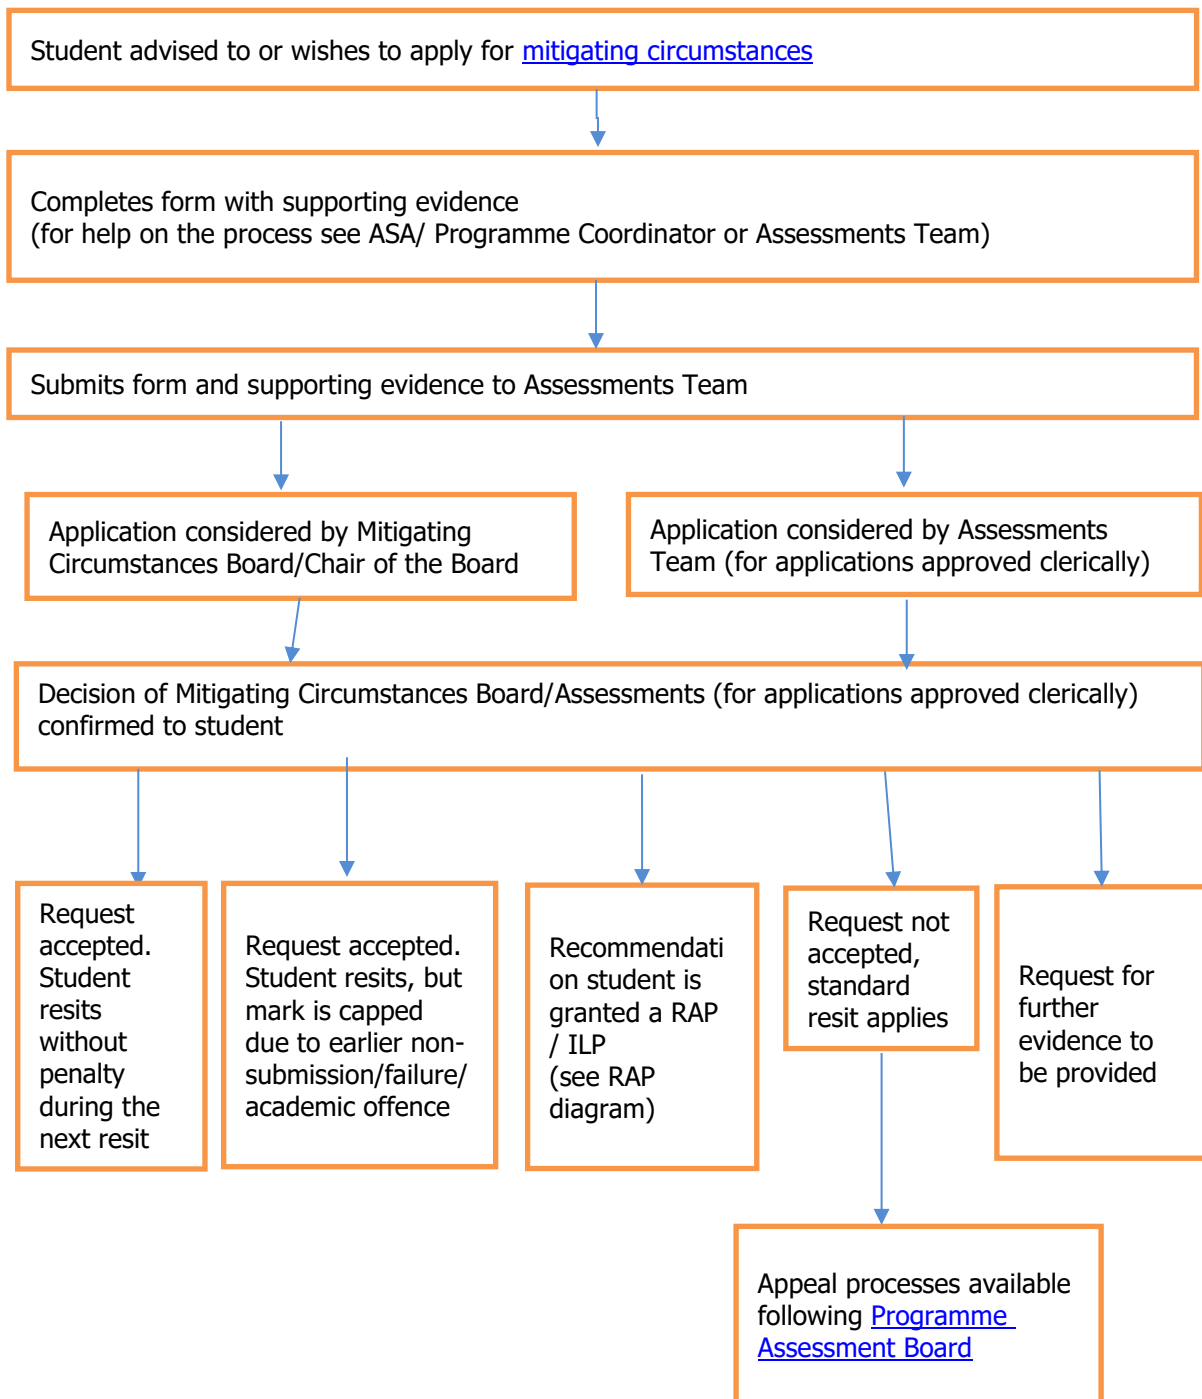 Student advised to or wishes to apply for mitigating circumstances
Completes form with supporting evidence
(for help on the process see ASA/ Programme Coordinator or Assessments Team)
Submits form and supporting evidence to Assessments Team
Application considered by Mitigating
Circumstances Board/Chair of the Board
Application considered by Assessments
Team (for applications approved clerically)
Decision of Mitigating Circumstances Board/Assessments (for applications approved clerically)
confirmed to student
Request
accepted.
Student
resits
without
penalty
during the
next resit
Request accepted.
Student resits, but
mark is capped
due to earlier non-
submission/failure/
academic offence
Recommendati
on student is
granted a RAP
/ ILP
(see RAP
diagram)
Request not
accepted,
standard
resit applies
Request for
further
evidence to
be provided
Appeal processes available
following Programme
Assessment Board